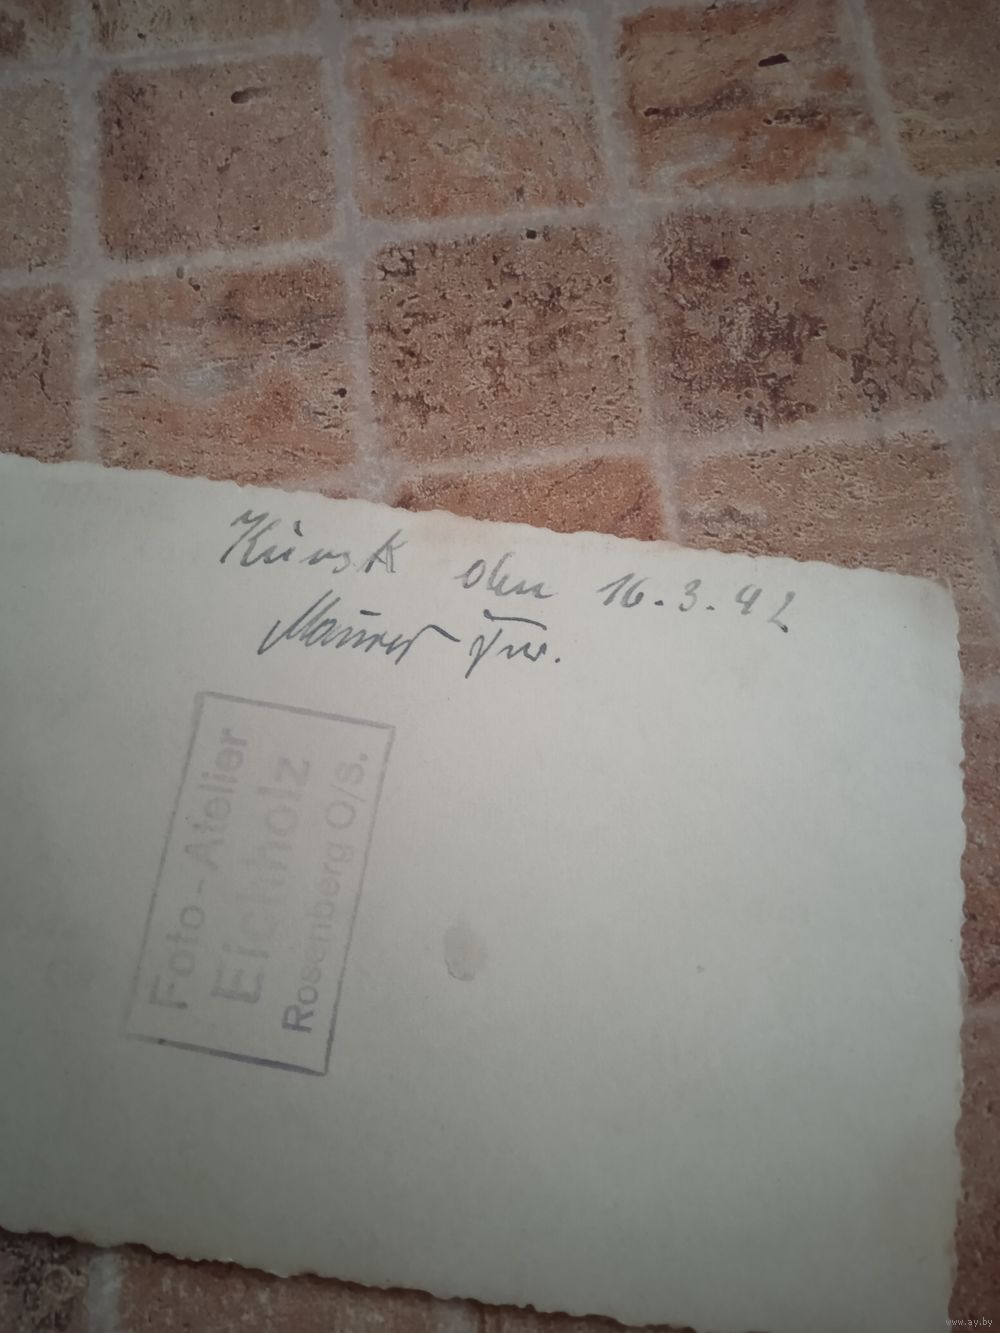 Kursk den 16.3.42
Foto-Atelier
Eichholz
Rosenberg O/S.
www.ay.by